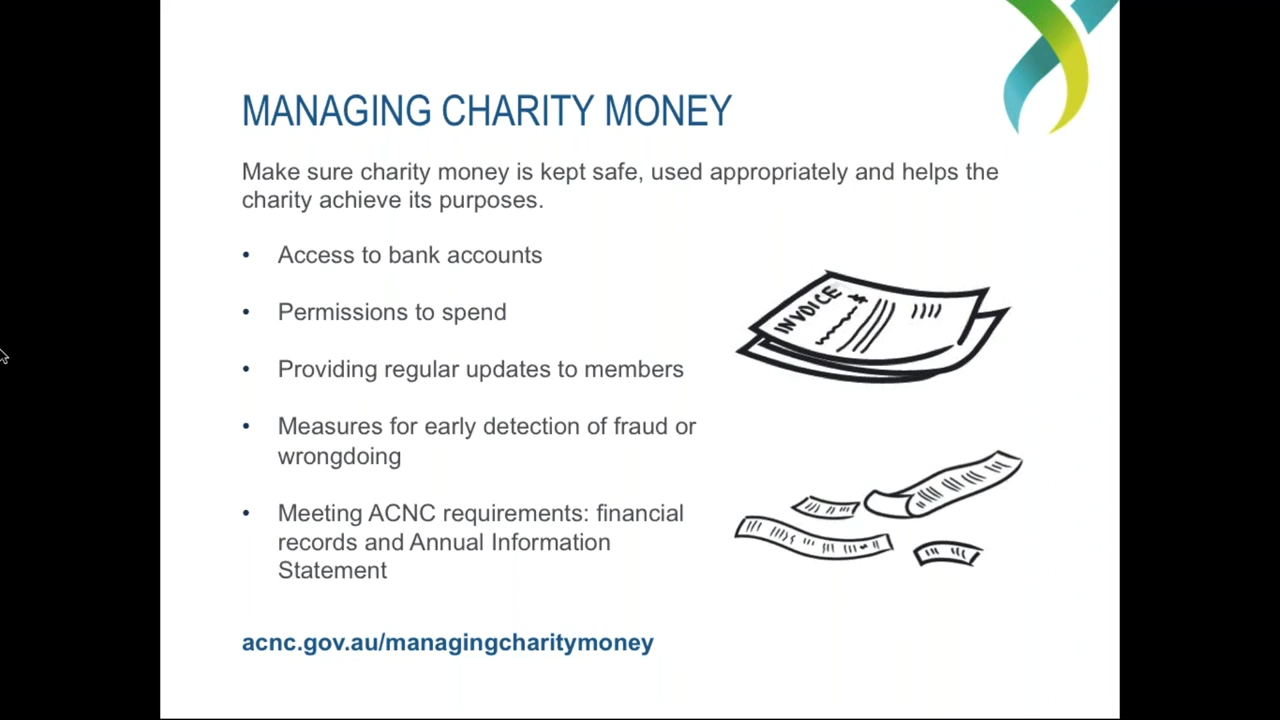 MANAGING CHARITY MONEY
Make sure charity money is kept safe, used appropriately and helps the
charity achieve its purposes.
• Access to bank accounts
• Permissions to spend
• Providing regular updates to members
• Measures for early detection of fraud or
wrongdoing
• Meeting ACNC requirements: financial
records and Annual Information
Statement
INVOICE
acnc.gov.au/managingcharitymoney